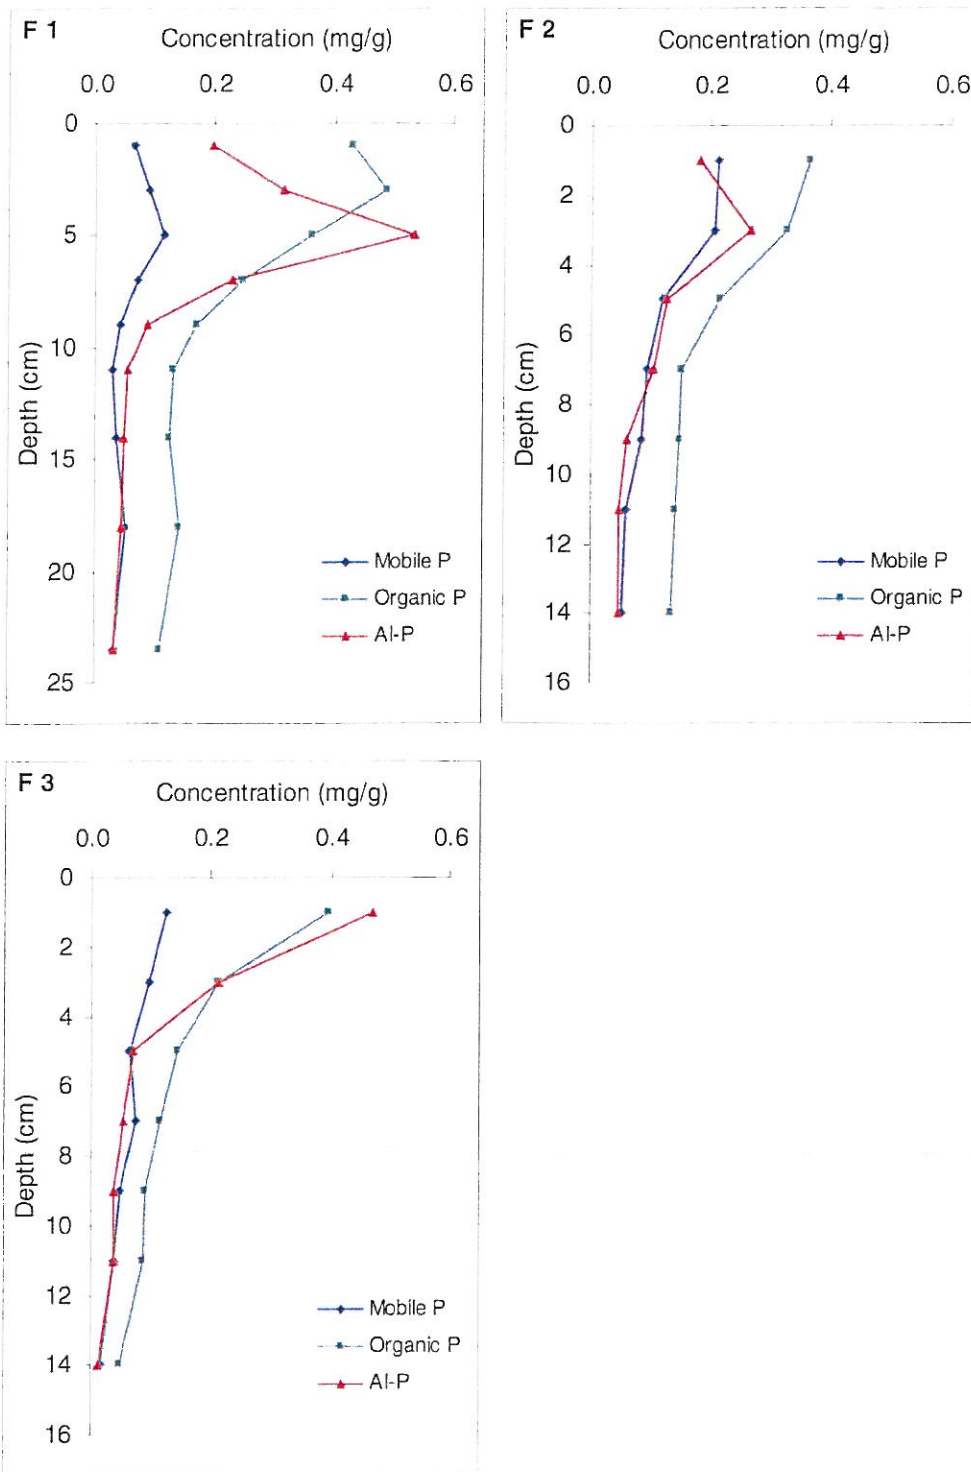 F 1
Concentration (mg/g)
0.0 0.2 0.4 0.6
0
5
10
15
20
25
Depth (cm)
Mobile P
Organic P
Al-P
F 2
Concentration (mg/g)
0.0 0.2 0.4 0.6
0
2
4
6
8
10
12
14
16
Depth (cm)
Mobile P
Organic P
Al-P
F 3
Concentration (mg/g)
0.0 0.2 0.4 0.6
0
2
4
6
8
10
12
14
16
Depth (cm)
Mobile P
Organic P
Al-P